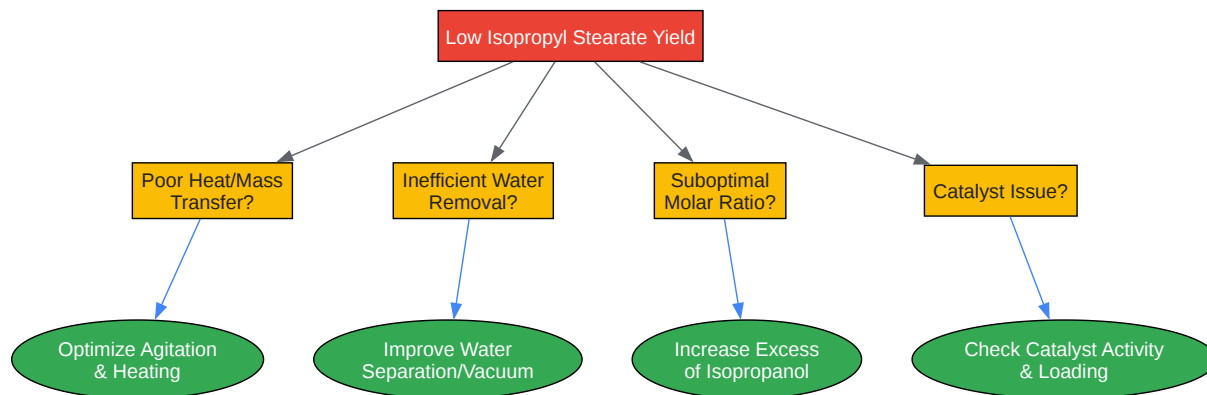 Low Isopropyl Stearate Yield
Poor Heat/Mass
Transfer?
Inefficient Water
Removal?
Suboptimal
Molar Ratio?
Catalyst Issue?
Optimize Agitation
& Heating
Improve Water
Separation/Vacuum
Increase Excess
of Isopropanol
Check Catalyst Activity
& Loading